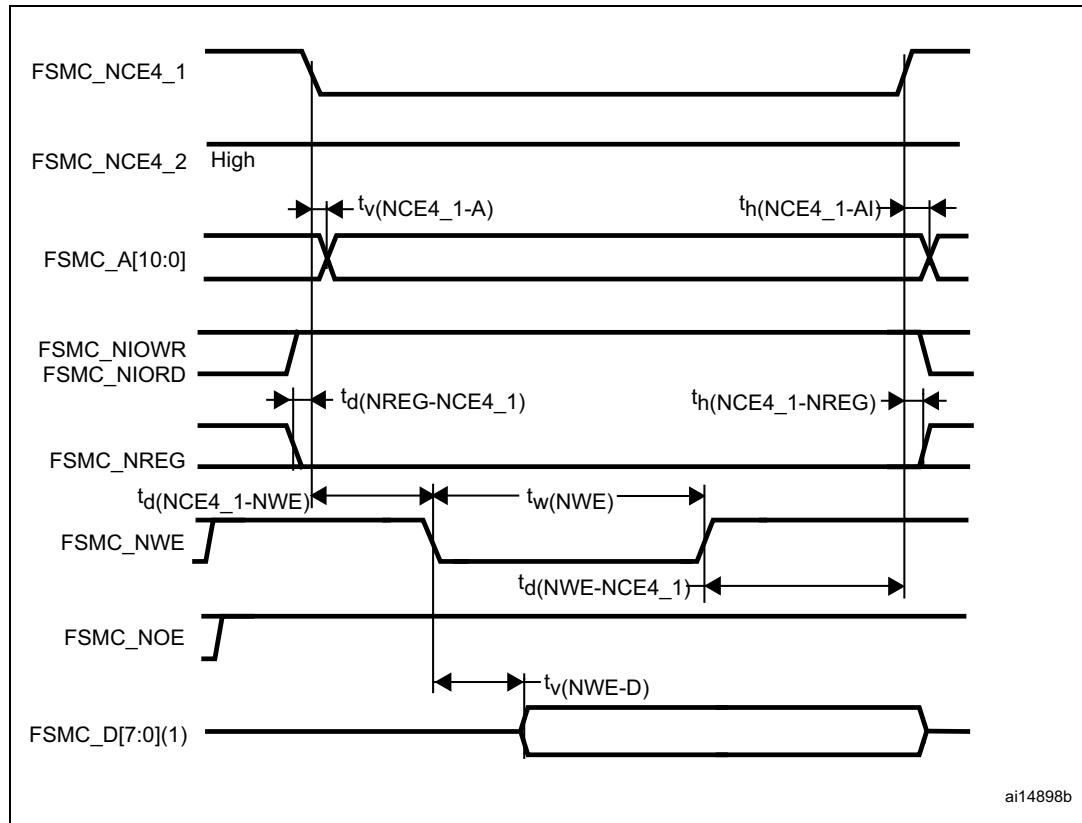 FSMC_NCE4_1
FSMC_NCE4_2 High
tv(NCE4_1-A) th(NCE4_1-AI)
FSMC_A[10:0]
FSMC_NIOWR
FSMC_NIORD
td(NREG-NCE4_1) th(NCE4_1-NREG)
FSMC_NREG
td(NCE4_1-NWE) tw(NWE)
FSMC_NWE
td(NWE-NCE4_1)
FSMC_NOE
tv(NWE-D)
FSMC_D[7:0](1)
ai14898b